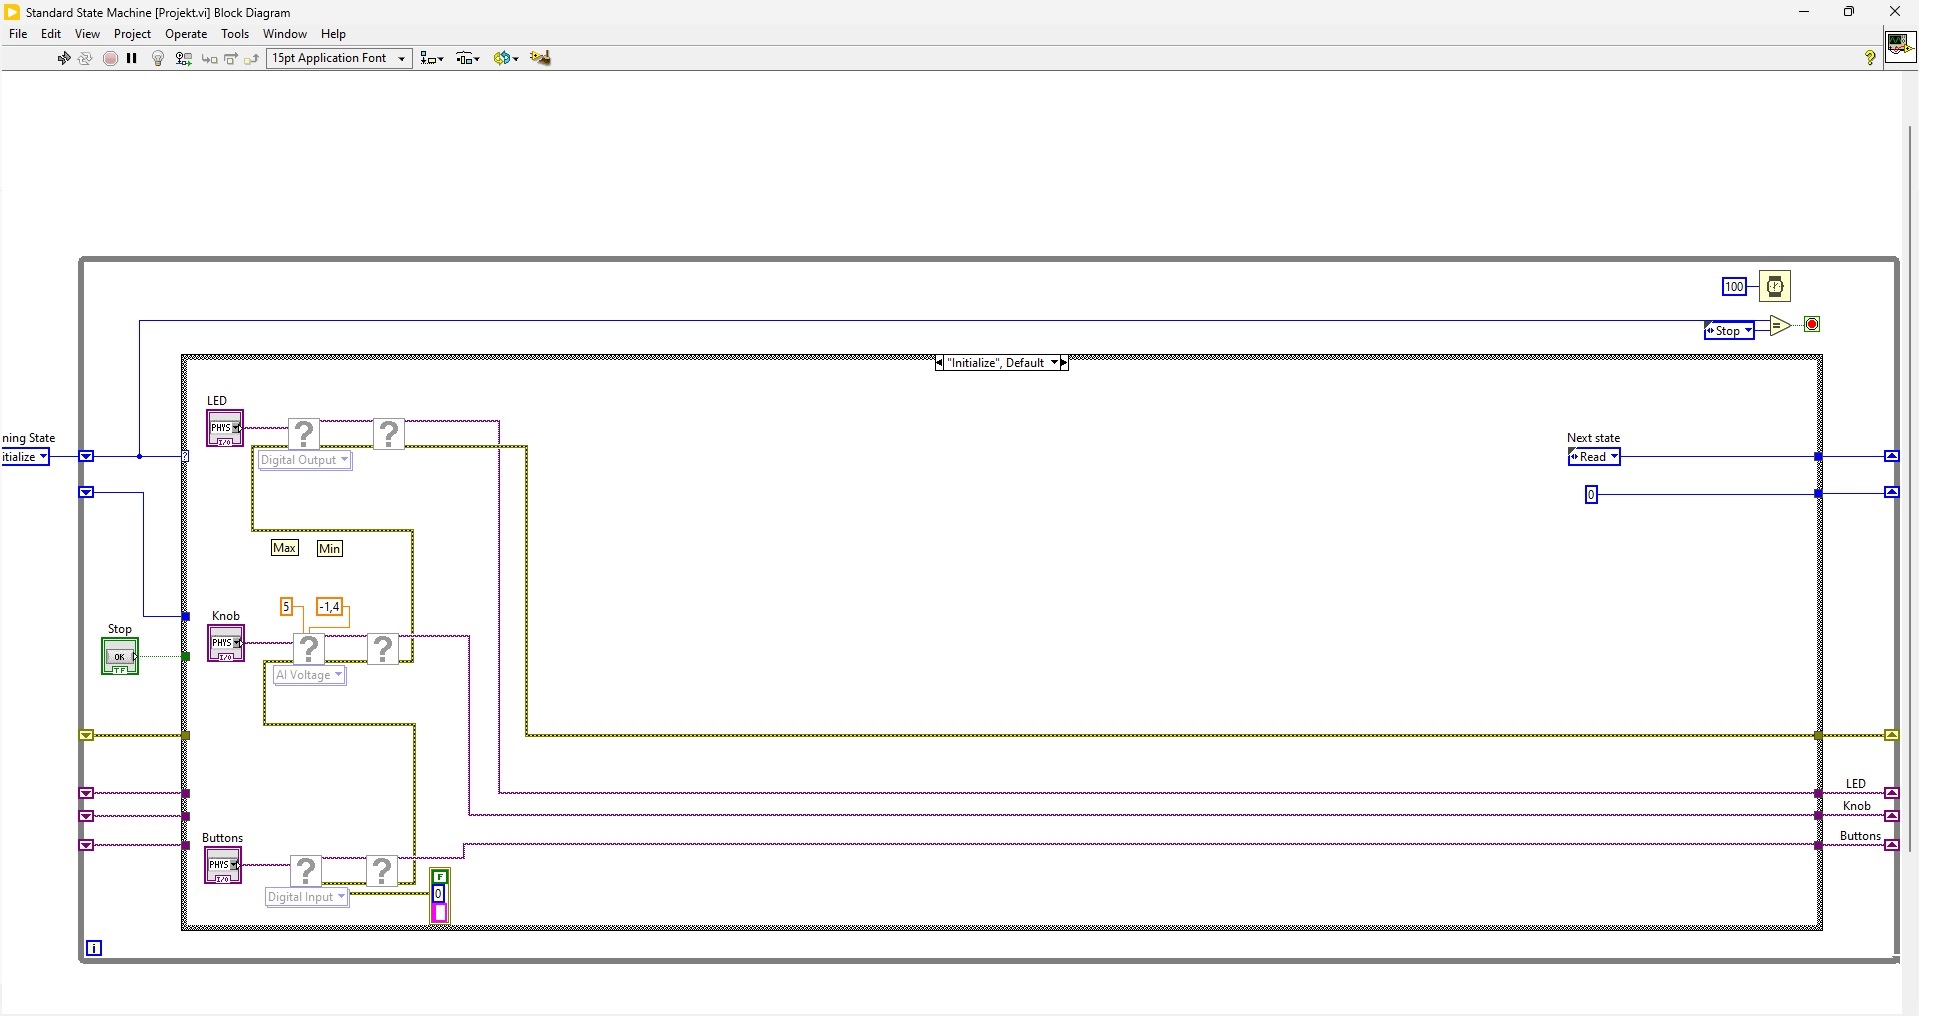 Standard State Machine [Projekt.vi] Block Diagram
File Edit View Project Operate Tools Window Help
15pt Application Font
?
100
Stop
=
"Initialize", Default
LED
PHYS
I/O
? ?
Digital Output
ning State
itialize
?
Next state
Read
0
Max Min
5 -1,4
Knob
PHYS
I/O
? ?
AI Voltage
Stop
OK
TF
LED
Knob
Buttons
Buttons
PHYS
I/O
? ?
Digital Input
F
0
i